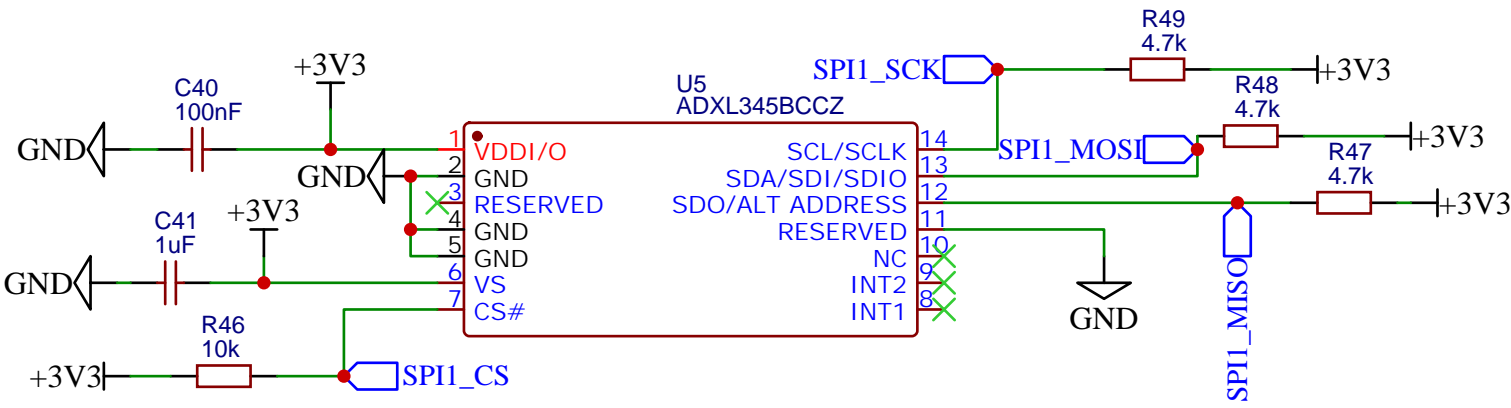 R49
4.7k
+3V3
SPI1_SCK
+3V3
C40
100nF
U5
ADXL345BCCZ
R48
4.7k
+3V3
GND
1
VDDI/O
SCL/SCLK
14
SPI1_MOSI
GND
2
GND
SDA/SDI/SDIO
13
R47
4.7k
+3V3
3
RESERVED
SDO/ALT ADDRESS
12
C41
1uF
+3V3
4
GND
RESERVED
11
5
GND
NC
10
GND
6
VS
INT2
9
7
CS#
INT1
8
GND
SPI1_MISO
R46
10k
+3V3
SPI1_CS